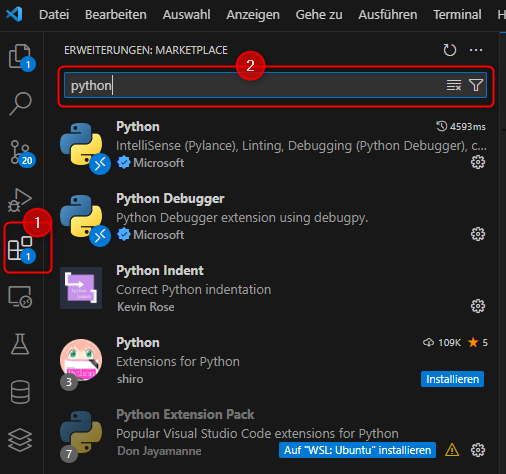 Datei Bearbeiten Auswahl Anzeigen Gehe zu Ausführen Terminal
ERWEITERUNGEN: MARKETPLACE
1
2
python
Python
4593ms
IntelliSense (Pylance), Linting, Debugging (Python Debugger), c...
Microsoft
20
Python Debugger
Python Debugger extension using debugpy.
Microsoft
1
1
Python Indent
Correct Python indentation
Kevin Rose
Python
109K
5
Extensions for Python
3
shiro
Installieren
Python Extension Pack
Popular Visual Studio Code extensions for Python
7
Don Jayamanne
Auf "WSL: Ubuntu" installieren